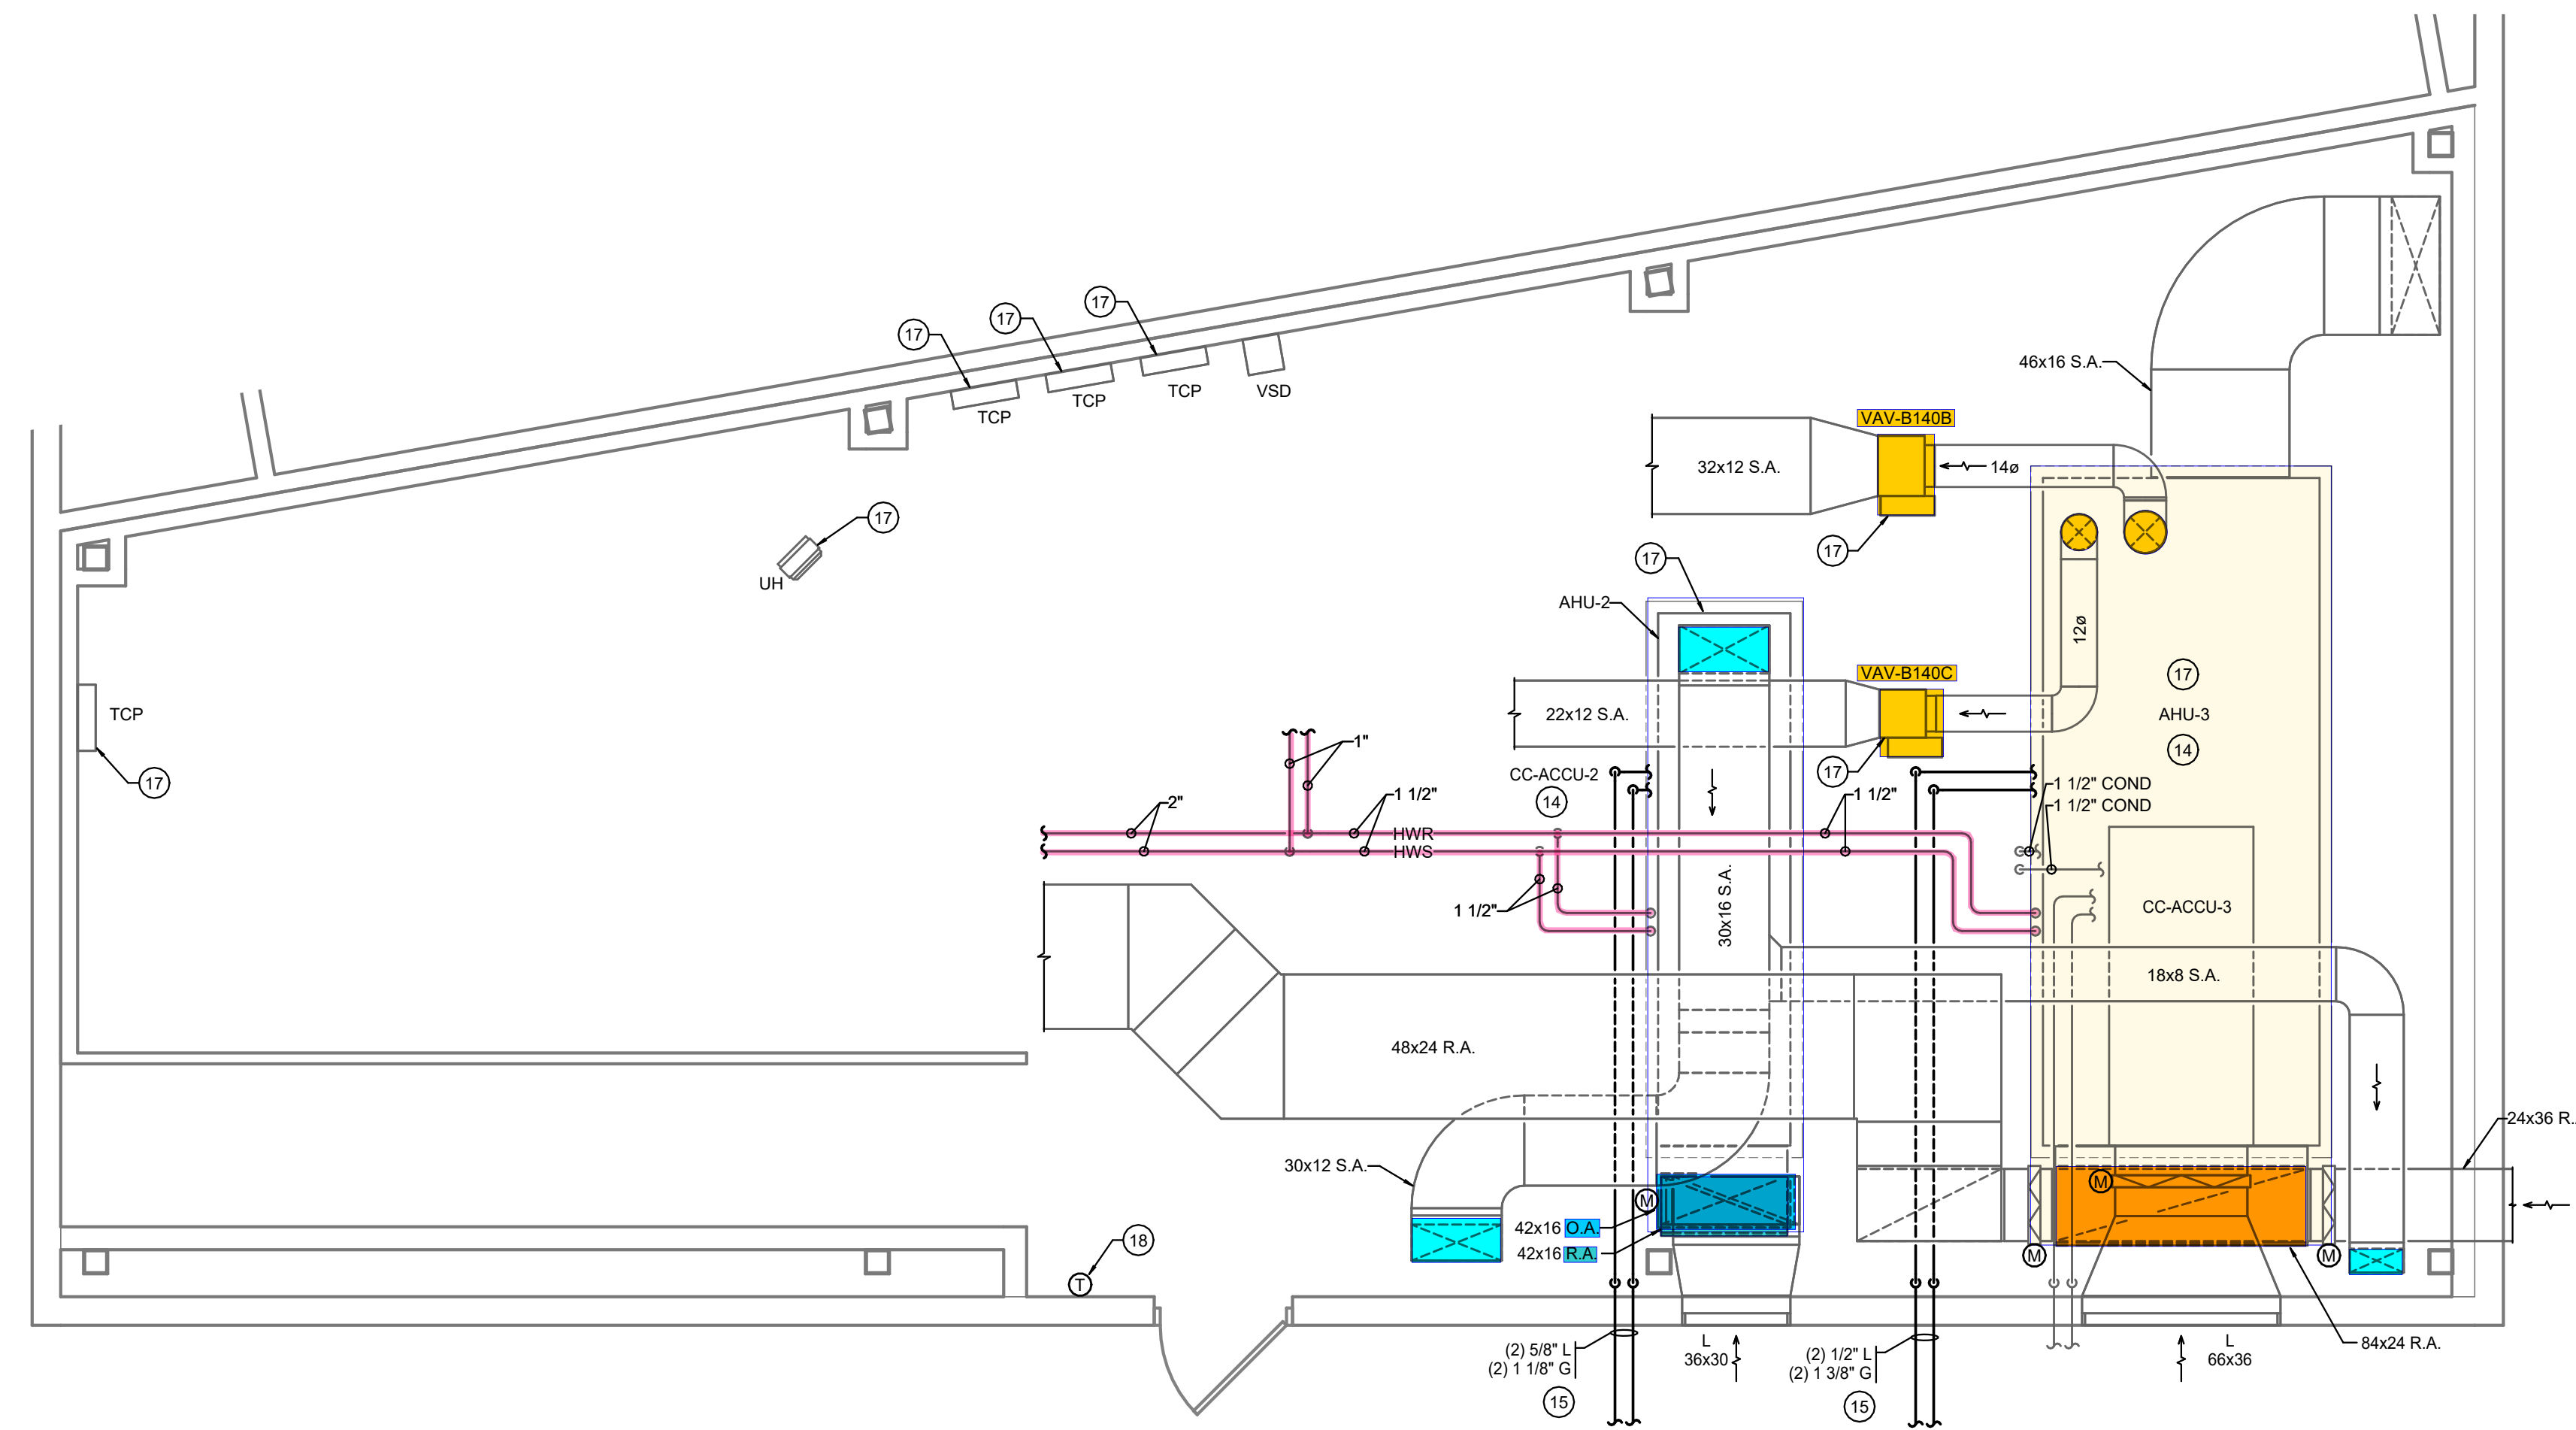 17
17
17
TCP
TCP
TCP
VSD
46x16 S.A.
VAV-B140B
32x12 S.A.
14ø
17
17
UH
17
AHU-2
12ø
VAV-B140C
17
AHU-3
14
22x12 S.A.
TCP
17
1"
CC-ACCU-2
14
17
1 1/2" COND
1 1/2" COND
2"
1 1/2"
1 1/2"
HWR
HWS
1 1/2"
30x16 S.A.
CC-ACCU-3
18x8 S.A.
48x24 R.A.
24x36 R.
30x12 S.A.
M
M
42x16 O.A.
42x16 R.A.
M
M
18
T
(2) 5/8" L
(2) 1 1/8" G
15
L
36x30
(2) 1/2" L
(2) 1 3/8" G
15
L
66x36
84x24 R.A.